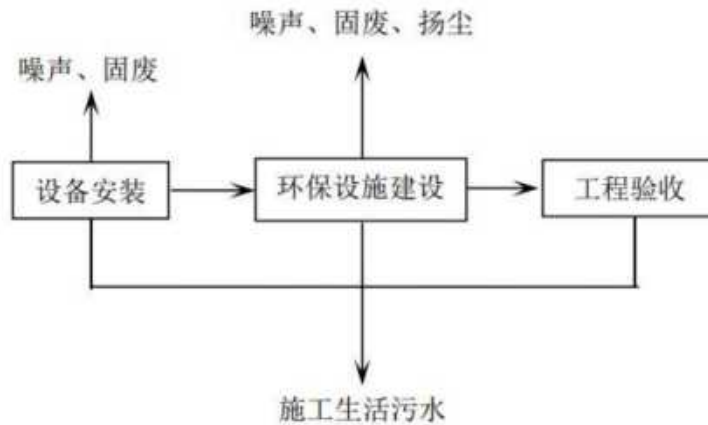 噪声、固废、扬尘
噪声、固废
设备安装
环保设施建设
工程验收
施工生活污水